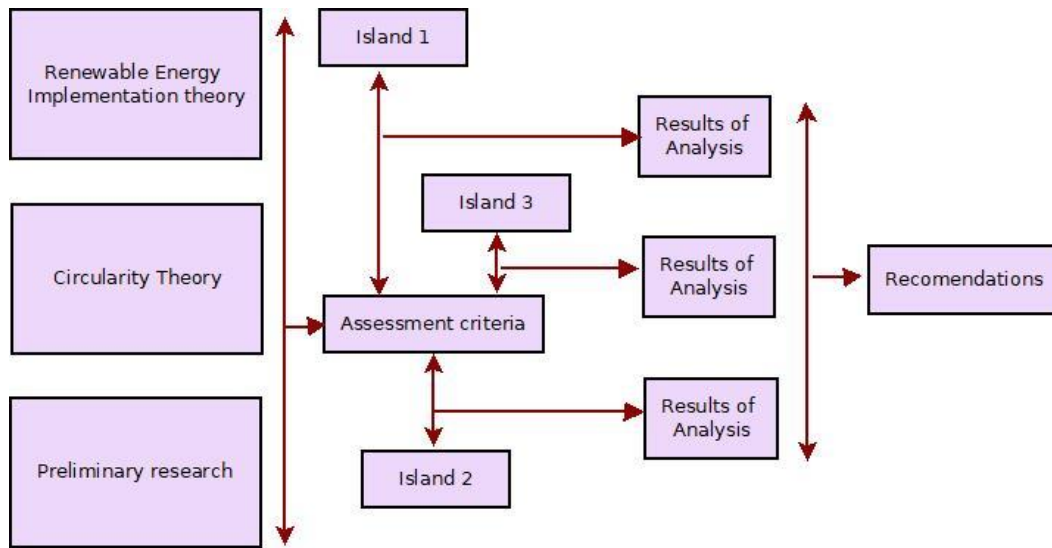 Renewable Energy
Implementation theory
Circularity Theory
Preliminary research
Island 1
Island 3
Assessment criteria
Island 2
Results of
Analysis
Results of
Analysis
Results of
Analysis
Recomendations